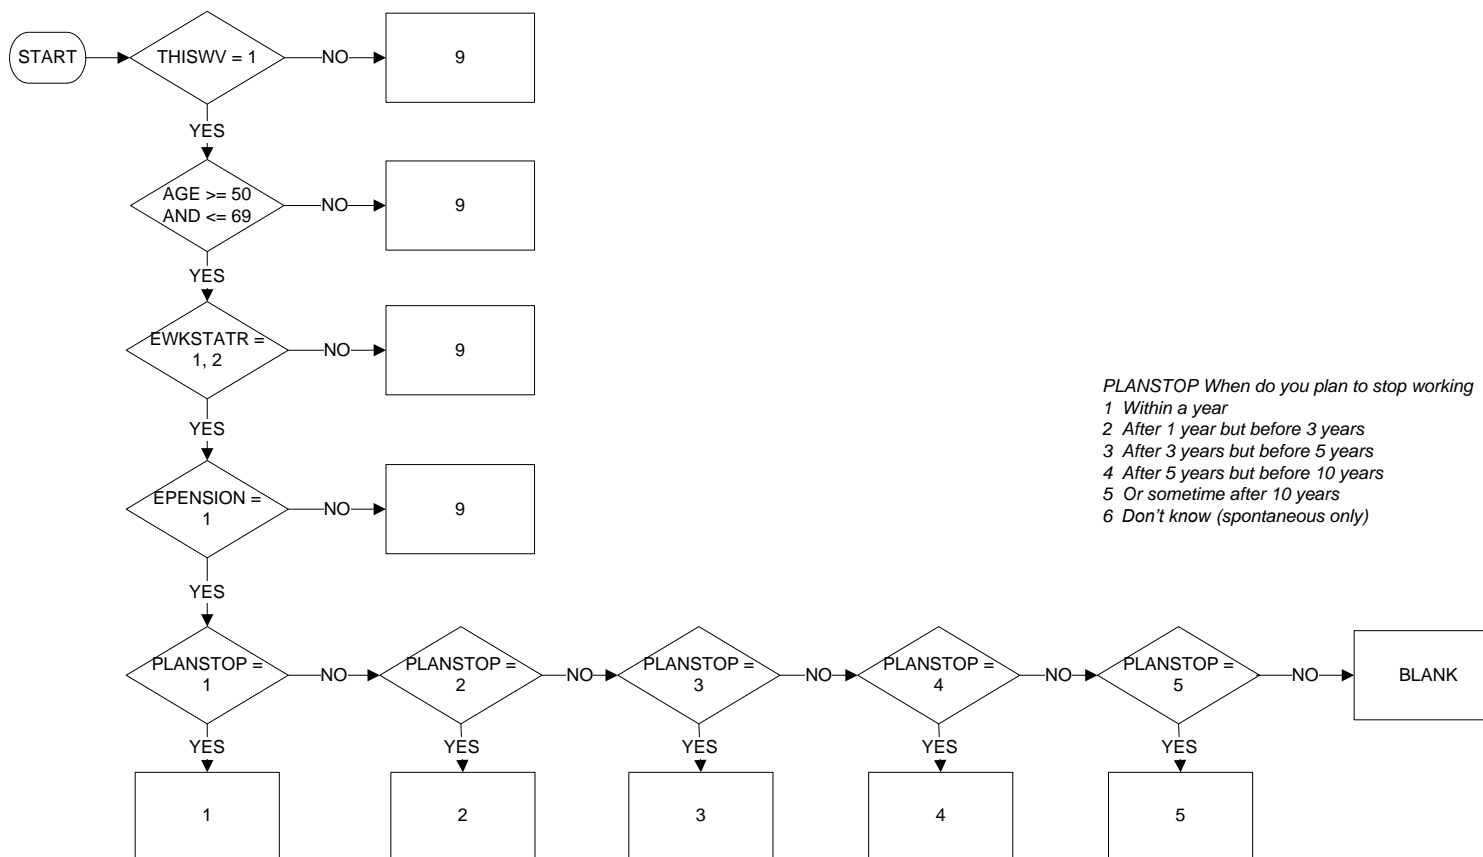 START
THISWV = 1
NO
9
YES
AGE >= 50
AND <= 69
NO
9
YES
EWKSTATR =
1, 2
NO
9
YES
EPENSION =
1
NO
9
YES
PLANSTOP When do you plan to stop working
1 Within a year
2 After 1 year but before 3 years
3 After 3 years but before 5 years
4 After 5 years but before 10 years
5 Or sometime after 10 years
6 Don't know (spontaneous only)
PLANSTOP =
1
NO
PLANSTOP =
2
NO
PLANSTOP =
3
NO
PLANSTOP =
4
NO
PLANSTOP =
5
NO
BLANK
YES
YES
YES
YES
YES
1
2
3
4
5